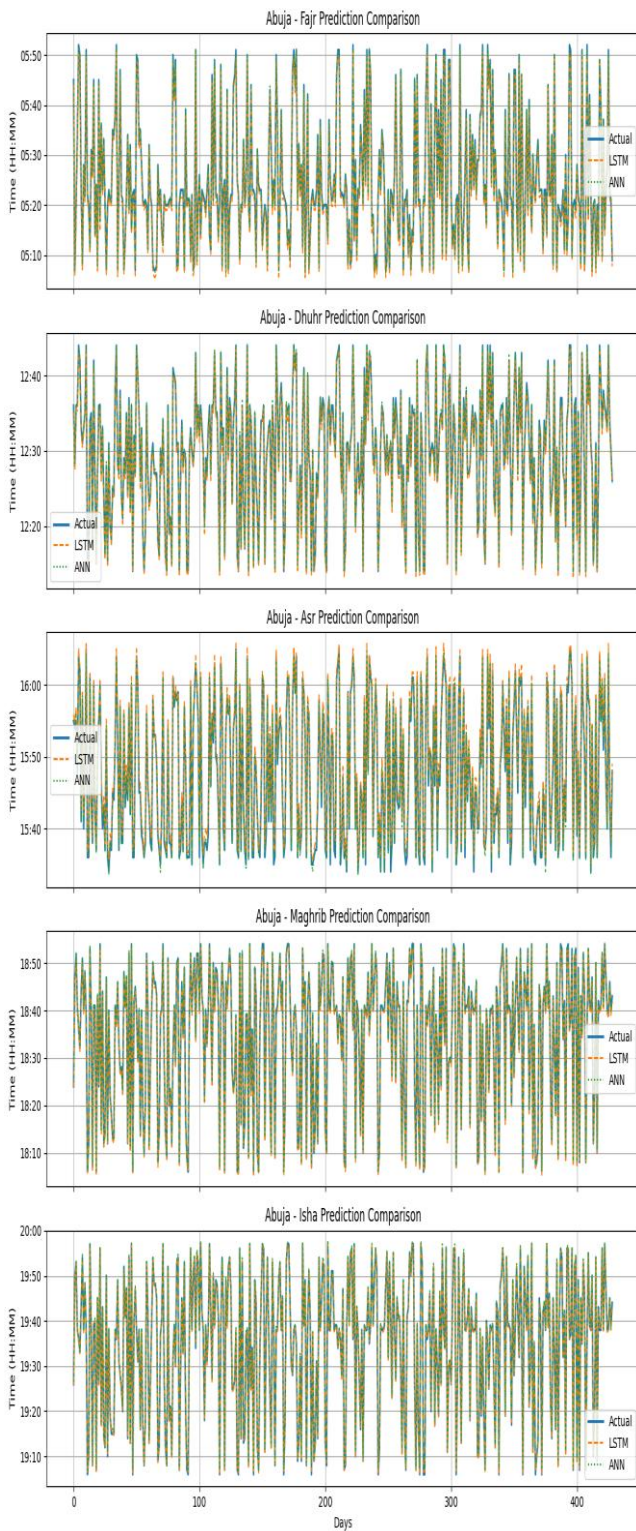 Abuja - Fajr Prediction Comparison
Time (HH:MM)
05:50
05:40
05:30
05:20
05:10
Actual
LSTM
ANN
Abuja - Dhuhr Prediction Comparison
Time (HH:MM)
12:40
12:30
12:20
Actual
LSTM
ANN
Abuja - Asr Prediction Comparison
Time (HH:MM)
16:00
15:50
15:40
Actual
LSTM
ANN
Abuja - Maghrib Prediction Comparison
Time (HH:MM)
18:50
18:40
18:30
18:20
18:10
Actual
LSTM
ANN
Abuja - Isha Prediction Comparison
Time (HH:MM)
20:00
19:50
19:40
19:30
19:20
19:10
Actual
LSTM
ANN
0 100 200 300 400
Days